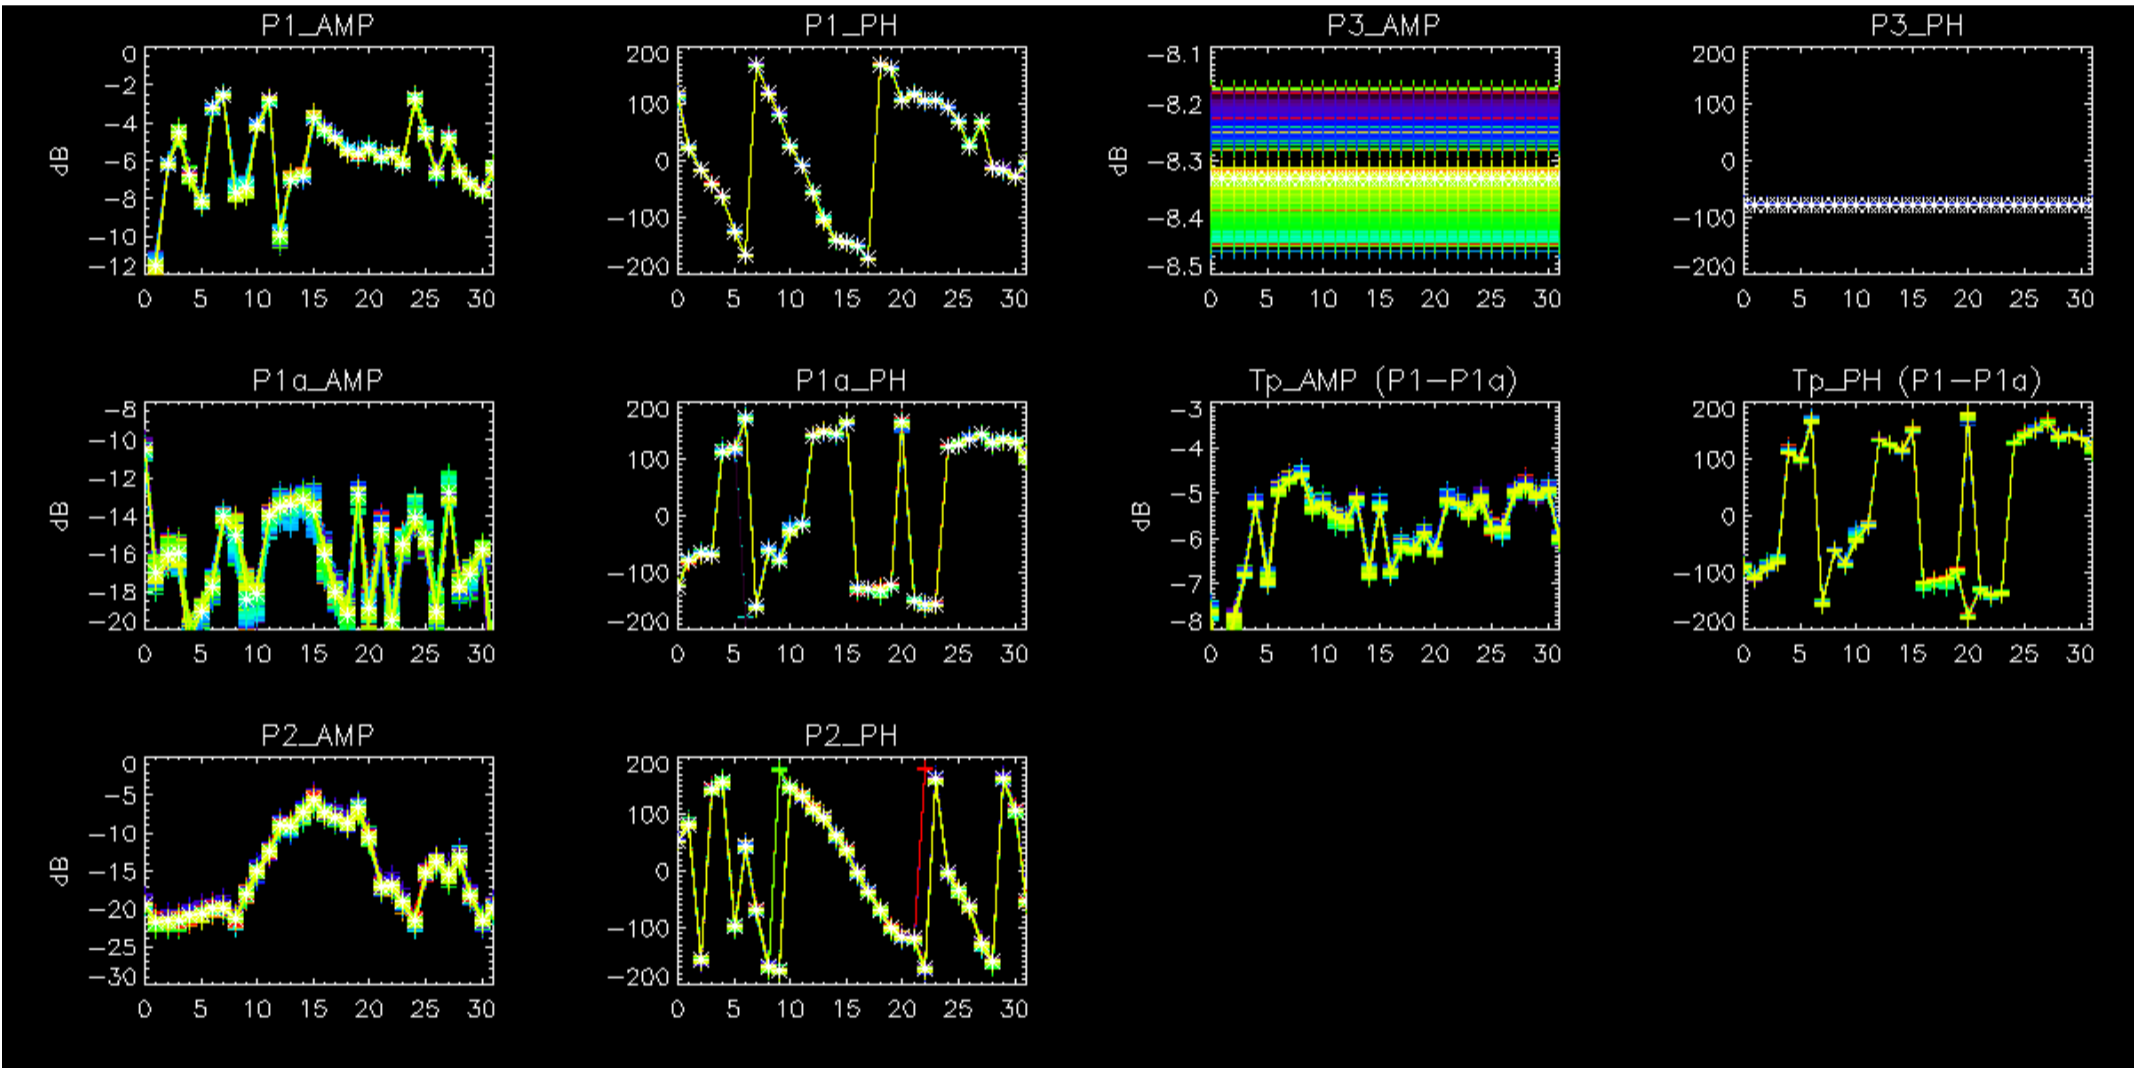 P1_AMP P1_PH P3_AMP P3_PH
0 200 −8.1 200
−2 100 −8.2 100
−4 0 −8.3 0
−6 −100 −8.4 −100
−8 −200 −8.5 −200
−10
−12
dB dB
0 5 10 15 20 25 30 0 5 10 15 20 25 30 0 5 10 15 20 25 30 0 5 10 15 20 25 30
P1a_AMP P1a_PH Tp_AMP (P1−P1a) Tp_PH (P1−P1a)
−8 200 −3 200
−10 100 −4 100
−12 0 −5 0
−14 −100 −6 −100
−16 −200 −7 −200
−18 −8
−20
dB dB
0 5 10 15 20 25 30 0 5 10 15 20 25 30 0 5 10 15 20 25 30 0 5 10 15 20 25 30
P2_AMP P2_PH
0 200
−5 100
−10 0
−15 −100
−20 −200
−25
−30
dB
0 5 10 15 20 25 30 0 5 10 15 20 25 30